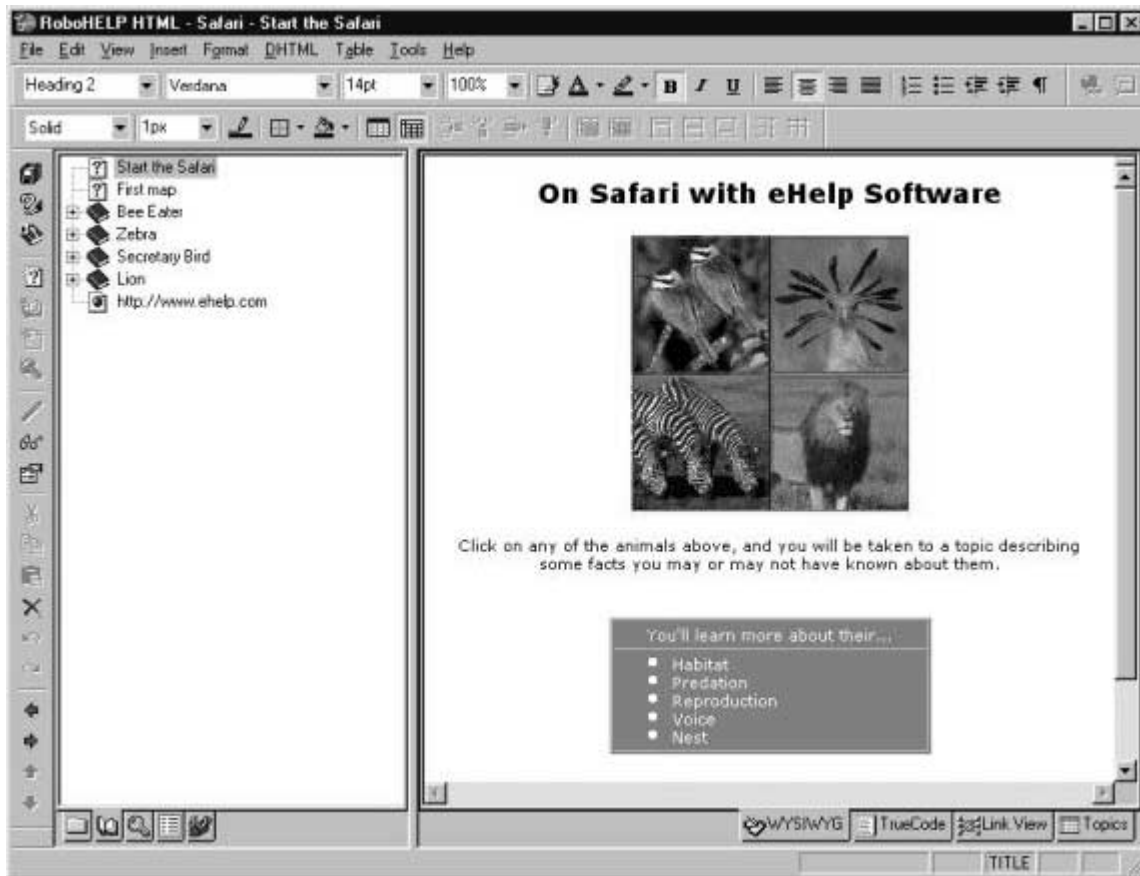 RoboHELP HTML - Safari - Start the Safari
File Edit View Insert Format DHTML Table Tools Help
Heading 2 Verdana 14pt 100% A B I U ¶
Solid 1px
Start the Safari
First map
Bee Eater
Zebra
Secretary Bird
Lion
http://www.ehelp.com
On Safari with eHelp Software
Click on any of the animals above, and you will be taken to a topic describing
some facts you may or may not have known about them.
You'll learn more about their...
Habitat
Predation
Reproduction
Voice
Nest
WYSIWYG TrueCode Link View Topics
TITLE